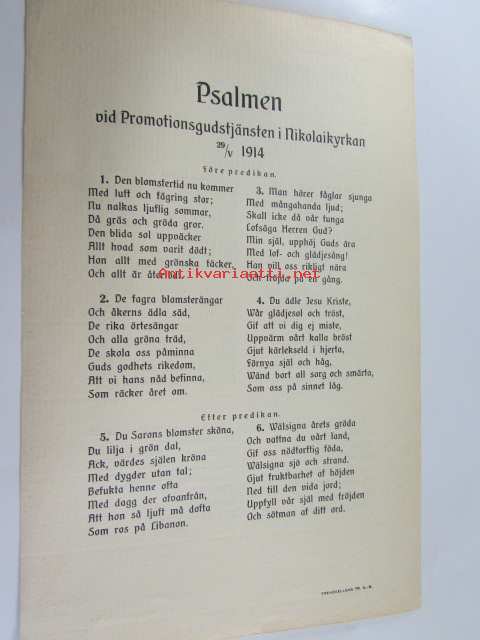 Psalmen
vid Promotionsgudstjänsten i Nikolaikyrkan
29/V 1914
Före predikan.
1. Den blomstertid nu kommer
Med lust och fägring stor;
Nu nalkas ljuflig sommar,
Då gräs och gröda gror.
Den blida sol uppväcker
Allt hvad som varit dödt;
Hon allt med grönska täcker,
Och allt är återfödt.
2. De fagra blomsterängar
Och åkerns ädla säd,
De rika örtesängar
Och alla gröna träd,
De skola oss påminna
Guds godhets rikedom,
Att vi hans nåd befinna,
Som räcker året om.
3. Man hörer fåglar sjunga
Med mångahanda ljud;
Skall icke då vår tunga
Lofsäga Herren Gud?
Min själ, upphöj Guds ära
Med lof- och glädjesång!
Han vill oss rikligt nära
Och fröjda på en gång.
4. Du ädle Jesu Kriste,
Vår glädjesol och tröst,
Gif att vi dig ej miste,
Uppvärm vårt kalla bröst
Gjut kärlekseld i hjerta,
Förnya själ och håg,
Wänd bort all sorg och smärta,
Som oss på sinnet låg.
Efter predikan.
5. Du Sarons blomster sköna,
Du lilja i grön dal,
Ack, värdes själen kröna
Med dygder utan tal;
Befukta henne ofta
Med dagg der ofvanfrån,
Att hon så ljuft må dofta
Som ros på Libanon.
6. Wälsigna årets gröda
Och vattna du vårt land,
Gif oss nödtorftig föda,
Wälsigna sjö och strand.
Gjut fruktbarhet af höjden
Ned till den vida jord;
Uppfyll vår själ med fröjden
Och sötman af ditt ord.
Antikvariaatti.net